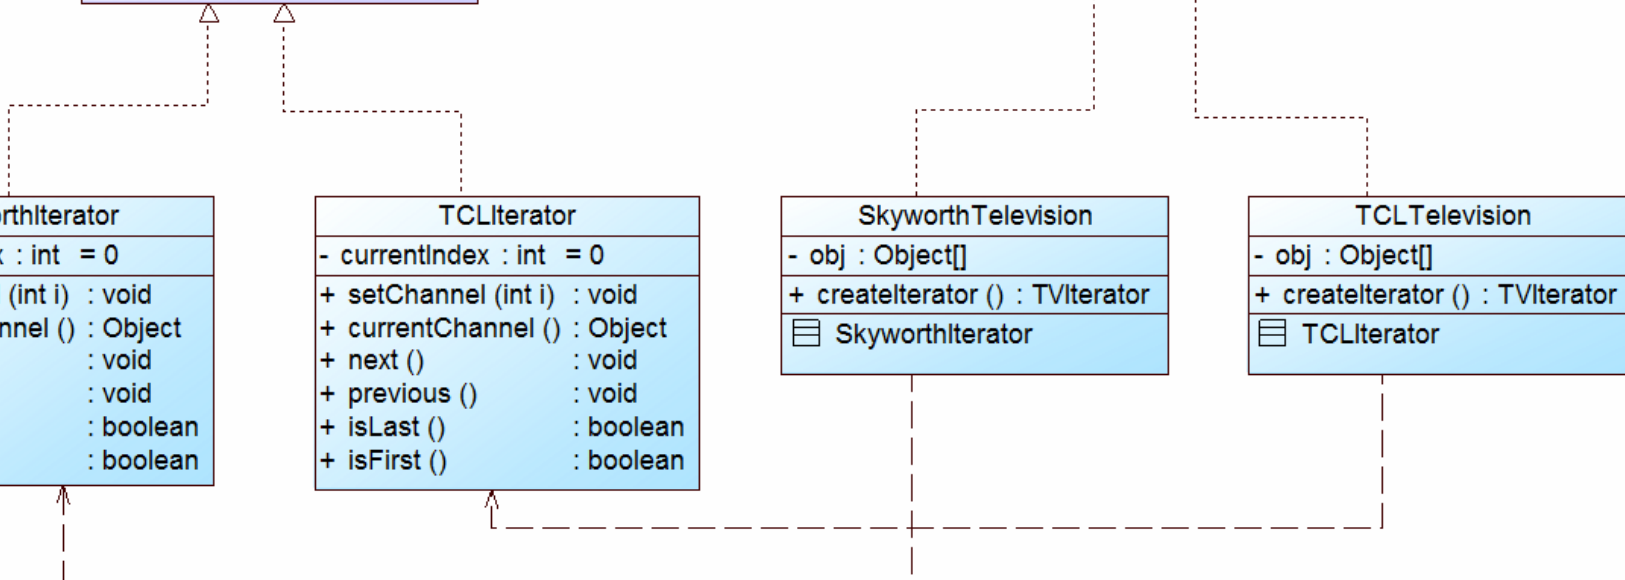 rthIterator
: int = 0
(int i) : void
nnel () : Object
: void
: void
: boolean
: boolean
TCLIterator
- currentIndex : int = 0
+ setChannel (int i) : void
+ currentChannel () : Object
+ next () : void
+ previous () : void
+ isLast () : boolean
+ isFirst () : boolean
SkyworthTelevision
- obj : Object[]
+ createIterator () : TVIterator
SkyworthIterator
TCLTelevision
- obj : Object[]
+ createIterator () : TVIterator
TCLIterator